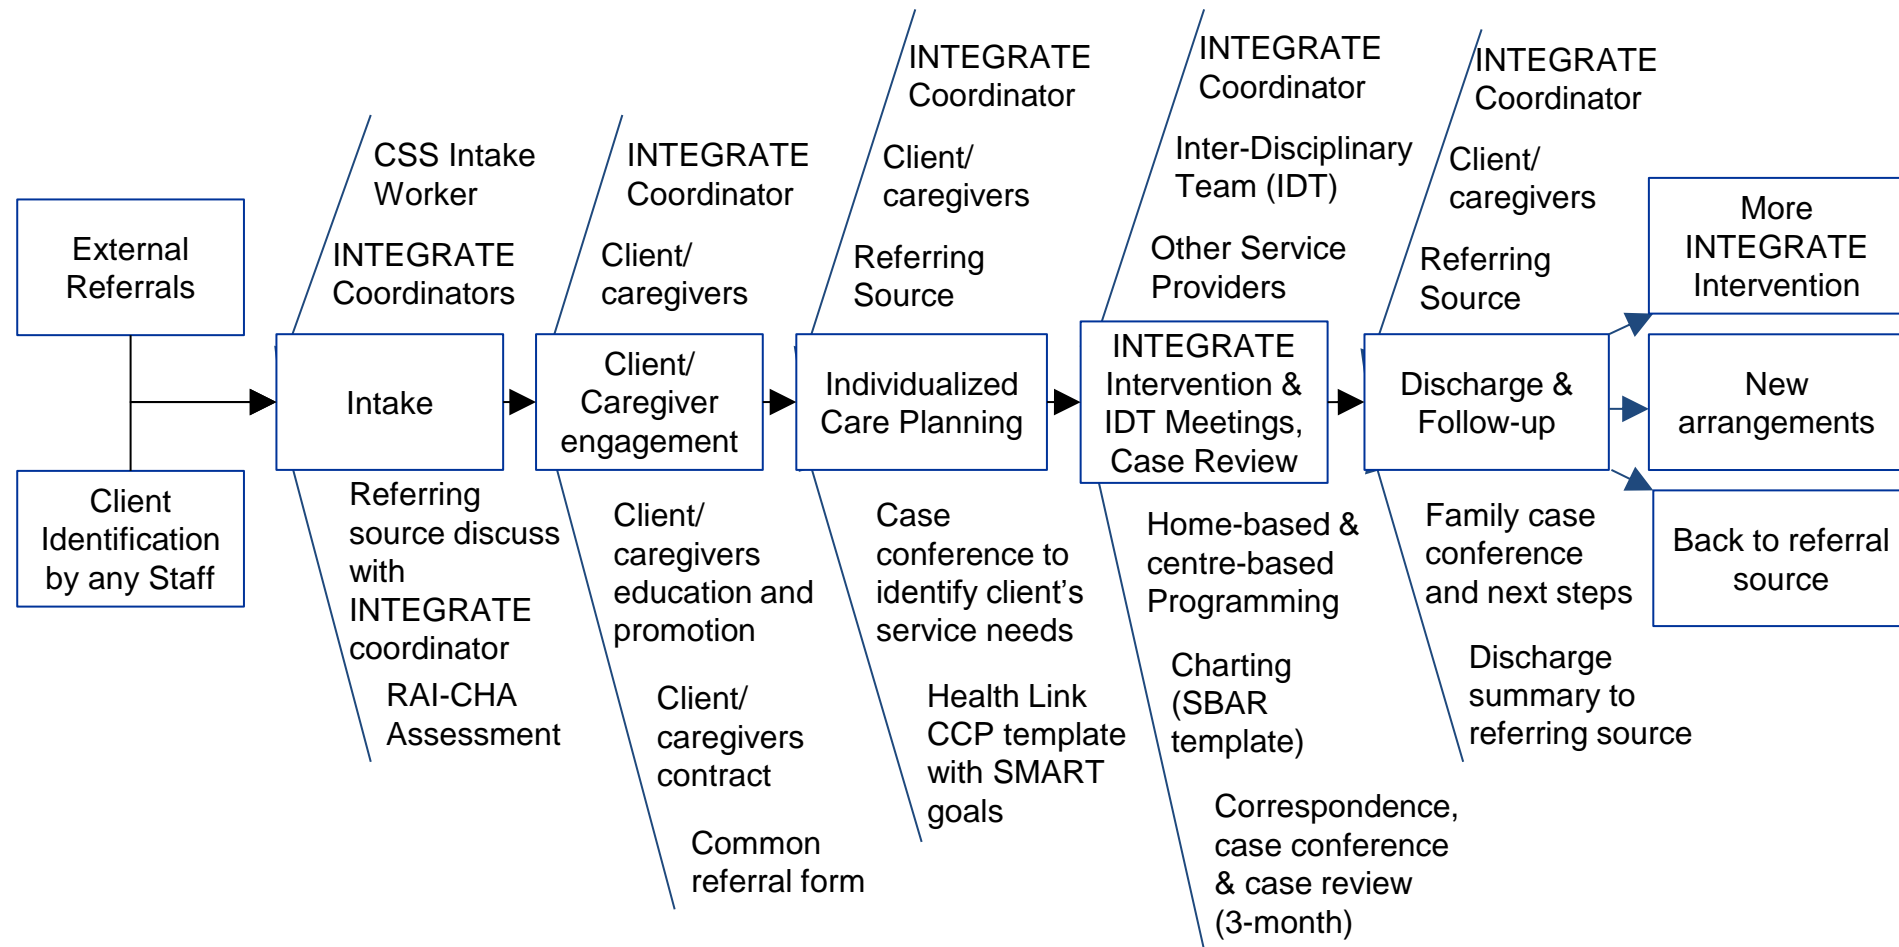 External
Referrals
Client
Identification
by any Staff
CSS Intake
Worker
INTEGRATE
Coordinators
Intake
Referring
source discuss
with
INTEGRATE
coordinator
RAI-CHA
Assessment
INTEGRATE
Coordinator
Client/
caregivers
Client/
Caregiver
engagement
Client/
caregivers
education and
promotion
Client/
caregivers
contract
Common
referral form
INTEGRATE
Coordinator
Client/
caregivers
Referring
Source
Individualized
Care Planning
Case
conference to
identify client’s
service needs
Health Link
CCP template
with SMART
goals
INTEGRATE
Coordinator
Inter-Disciplinary
Team (IDT)
Other Service
Providers
INTEGRATE
Intervention &
IDT Meetings,
Case Review
Home-based &
centre-based
Programming
Charting
(SBAR
template)
Correspondence,
case conference
& case review
(3-month)
INTEGRATE
Coordinator
Client/
caregivers
Referring
Source
Discharge &
Follow-up
Family case
conference
and next steps
Discharge
summary to
referring source
More
INTEGRATE
Intervention
New
arrangements
Back to referral
source